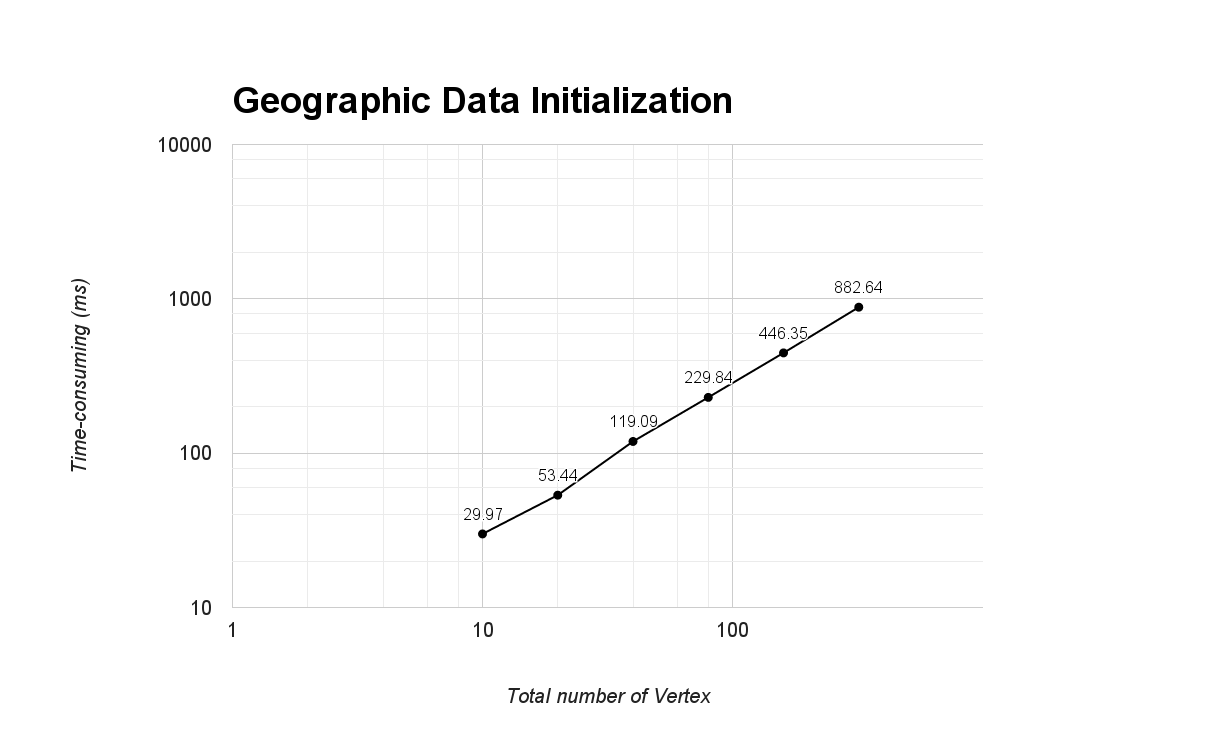 Geographic Data Initialization
10000
1000
100
10
Time-consuming (ms)
882.64
446.35
229.84
119.09
53.44
29.97
1 10 100
Total number of Vertex